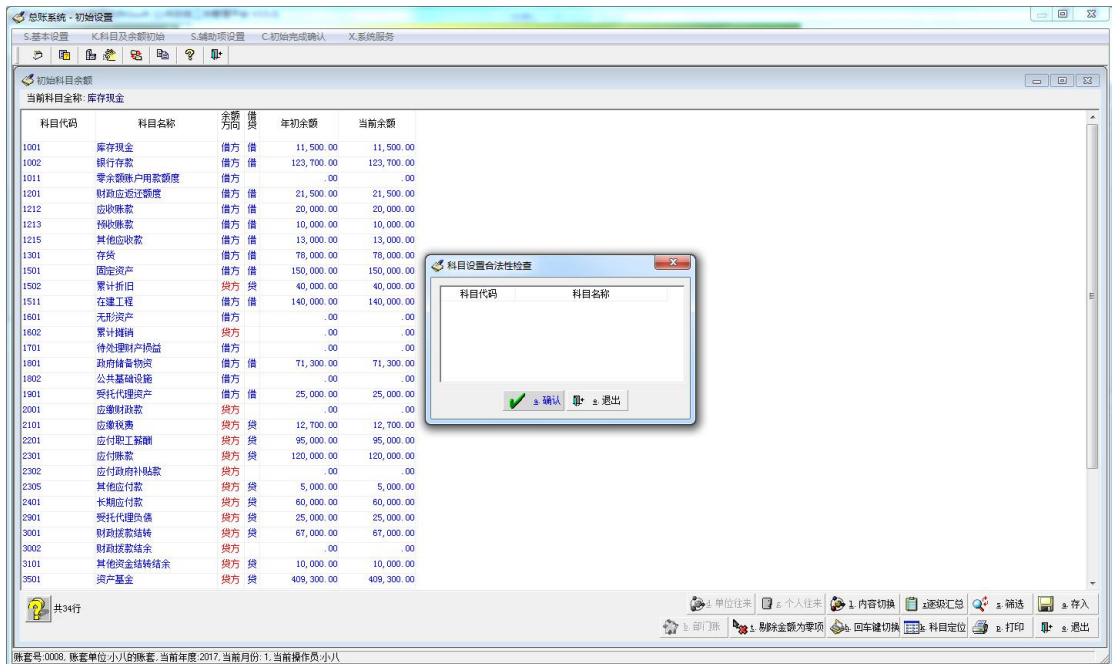 总账系统 - 初始设置
S.基本设置 K.科目及余额初始 S.辅助项设置 C.初始完成确认 X.系统服务
初始科目余额
当前科目全称: 库存现金
科目代码 科目名称 余额方向 借贷 年初余额 当前余额
1001 库存现金 借方 借 11,500.00 11,500.00
1002 银行存款 借方 借 123,700.00 123,700.00
1011 零余额账户用款额度 借方 .00 .00
1201 财政应返还额度 借方 借 21,500.00 21,500.00
1212 应收账款 借方 借 20,000.00 20,000.00
1213 预收账款 借方 借 10,000.00 10,000.00
1215 其他应收款 借方 借 13,000.00 13,000.00
1301 存货 借方 借 78,000.00 78,000.00
1501 固定资产 借方 借 150,000.00 150,000.00
1502 累计折旧 贷方 贷 40,000.00 40,000.00
1511 在建工程 借方 借 140,000.00 140,000.00
1601 无形资产 借方 .00 .00
1602 累计摊销 贷方 .00 .00
1701 待处理财产损益 借方 .00 .00
1801 政府储备物资 借方 借 71,300.00 71,300.00
1802 公共基础设施 借方 .00 .00
1901 受托代理资产 借方 借 25,000.00 25,000.00
2001 应缴财政款 贷方 .00 .00
2101 应缴税费 贷方 贷 12,700.00 12,700.00
2201 应付职工薪酬 贷方 贷 95,000.00 95,000.00
2301 应付账款 贷方 贷 120,000.00 120,000.00
2302 应付政府补贴款 贷方 .00 .00
2305 其他应付款 贷方 贷 5,000.00 5,000.00
2401 长期应付款 贷方 贷 60,000.00 60,000.00
2901 受托代理负债 贷方 贷 25,000.00 25,000.00
3001 财政拨款结转 贷方 贷 67,000.00 67,000.00
3002 财政拨款结余 贷方 .00 .00
3101 其他资金结转结余 贷方 贷 10,000.00 10,000.00
3501 资产基金 贷方 贷 409,300.00 409,300.00
科目设置合法性检查
科目代码 科目名称
确认 退出
共34行
单位往来 个人往来 内容切换 逐级汇总 筛选 存入
部门账 剔除金额为零项 回车键切换 科目定位 打印 退出
账套号:0008, 账套单位:小八的账套, 当前年度:2017, 当前月份: 1, 当前操作员:小八